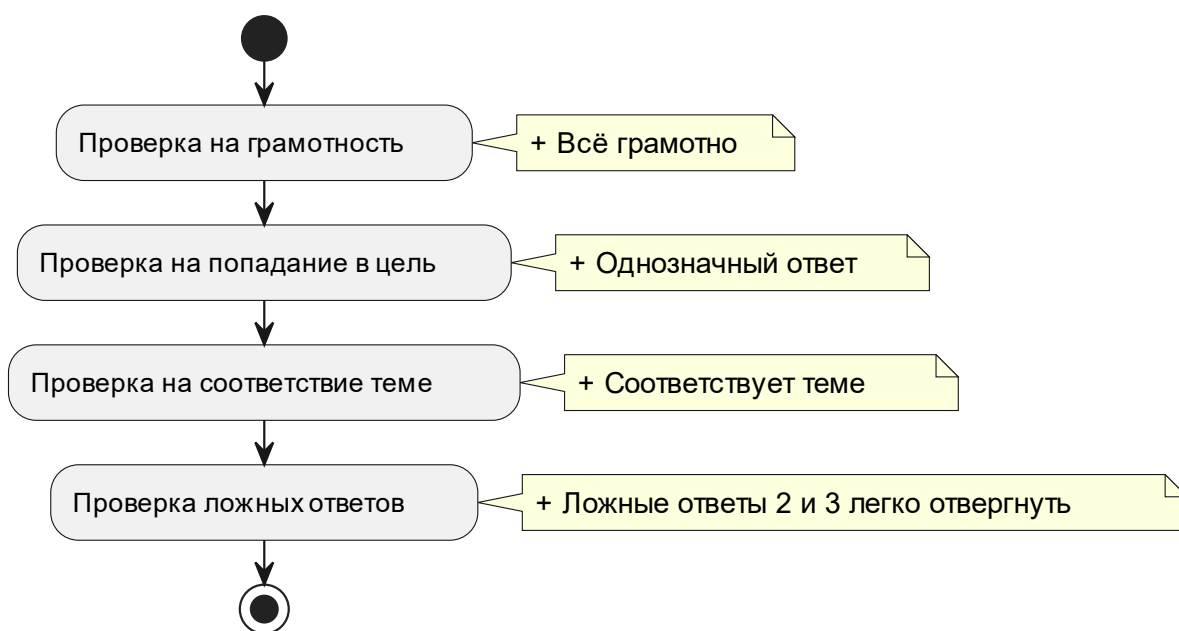 Проверка на грамотность
+ Всё грамотно
Проверка на попадание в цель
+ Однозначный ответ
Проверка на соответствие теме
+ Соответствует теме
Проверка ложных ответов
+ Ложные ответы 2 и 3 легко отвергнуть